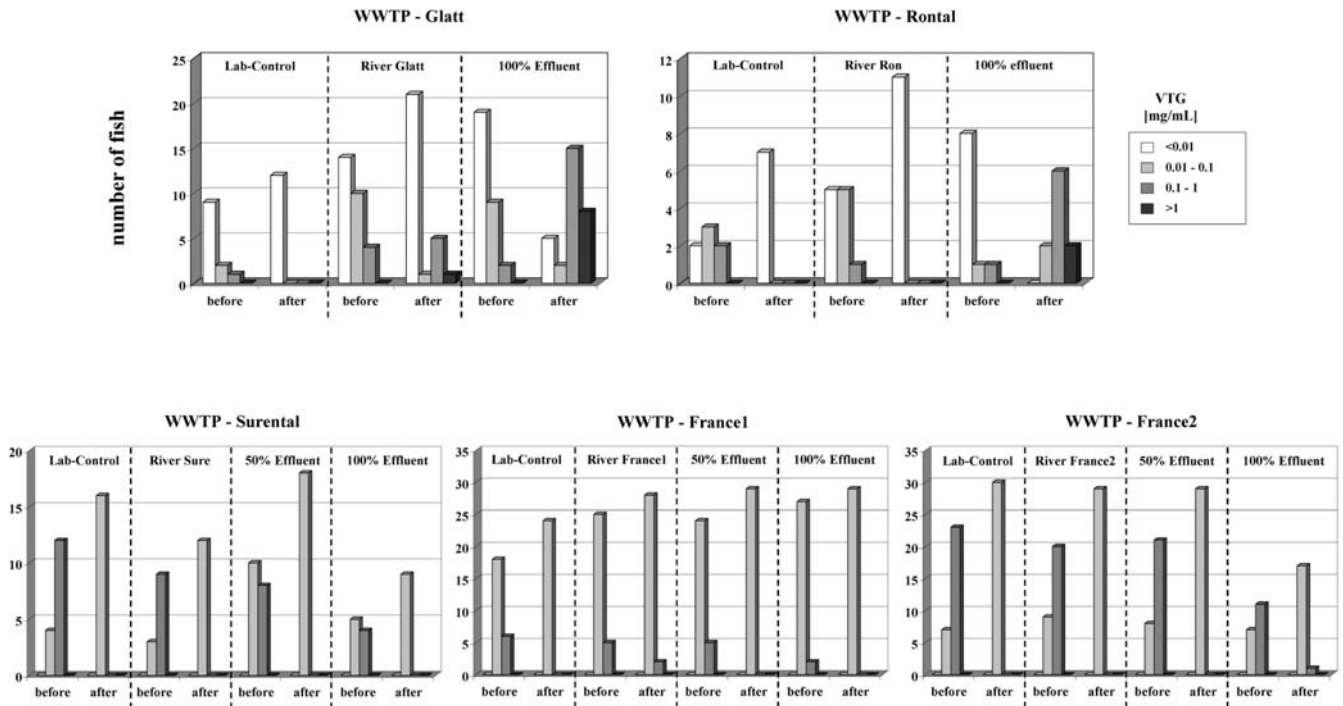 WWTP - Glatt
WWTP - Rontal
number of fish
25
20
15
10
5
0
Lab-Control
River Glatt
100% Effluent
before
after
before
after
before
after
12
10
8
6
4
2
0
Lab-Control
River Ron
100% effluent
before
after
before
after
before
after
VTG
[mg/mL]
<0.01
0.01 - 0.1
0.1 - 1
>1
WWTP - Surental
20
15
10
5
0
Lab-Control
River Sure
50% Effluent
100% Effluent
before
after
before
after
before
after
before
after
WWTP - France1
35
30
25
20
15
10
5
0
Lab-Control
River France1
50% Effluent
100% Effluent
before
after
before
after
before
after
before
after
WWTP - France2
35
30
25
20
15
10
5
0
Lab-Control
River France2
50% Effluent
100% Effluent
before
after
before
after
before
after
before
after